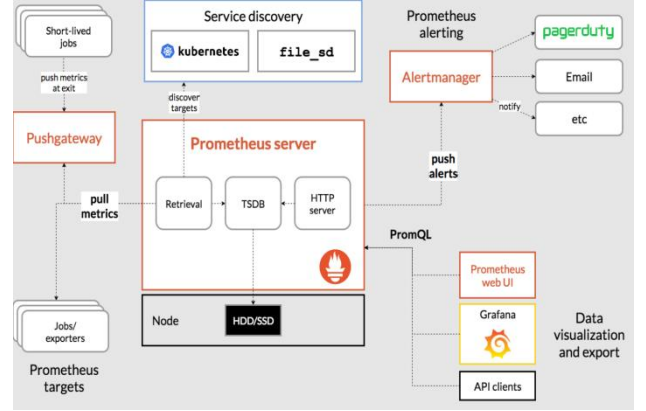 Short-lived
jobs
push metrics
at exit
Pushgateway
Service discovery
kubernetes
file_sd
discover
targets
Prometheus
alerting
Alertmanager
pagerduty
Email
etc
notify
Prometheus server
Retrieval
TSDB
HTTP
server
pull
metrics
push
alerts
PromQL
Node
HDD/SSD
Jobs/
exporters
Prometheus
targets
Prometheus
web UI
Grafana
API clients
Data
visualization
and export